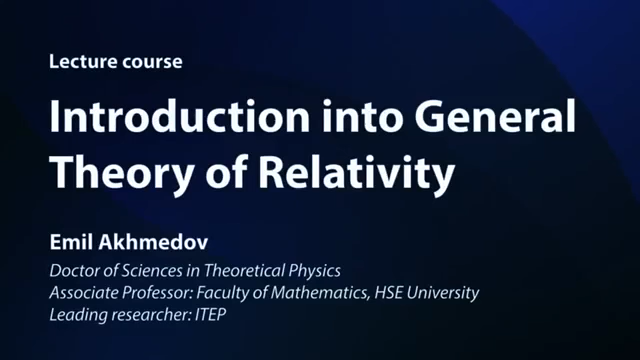 Lecture course
Introduction into General
Theory of Relativity
Emil Akhmedov
Doctor of Sciences in Theoretical Physics
Associate Professor: Faculty of Mathematics, HSE University
Leading researcher: ITEP